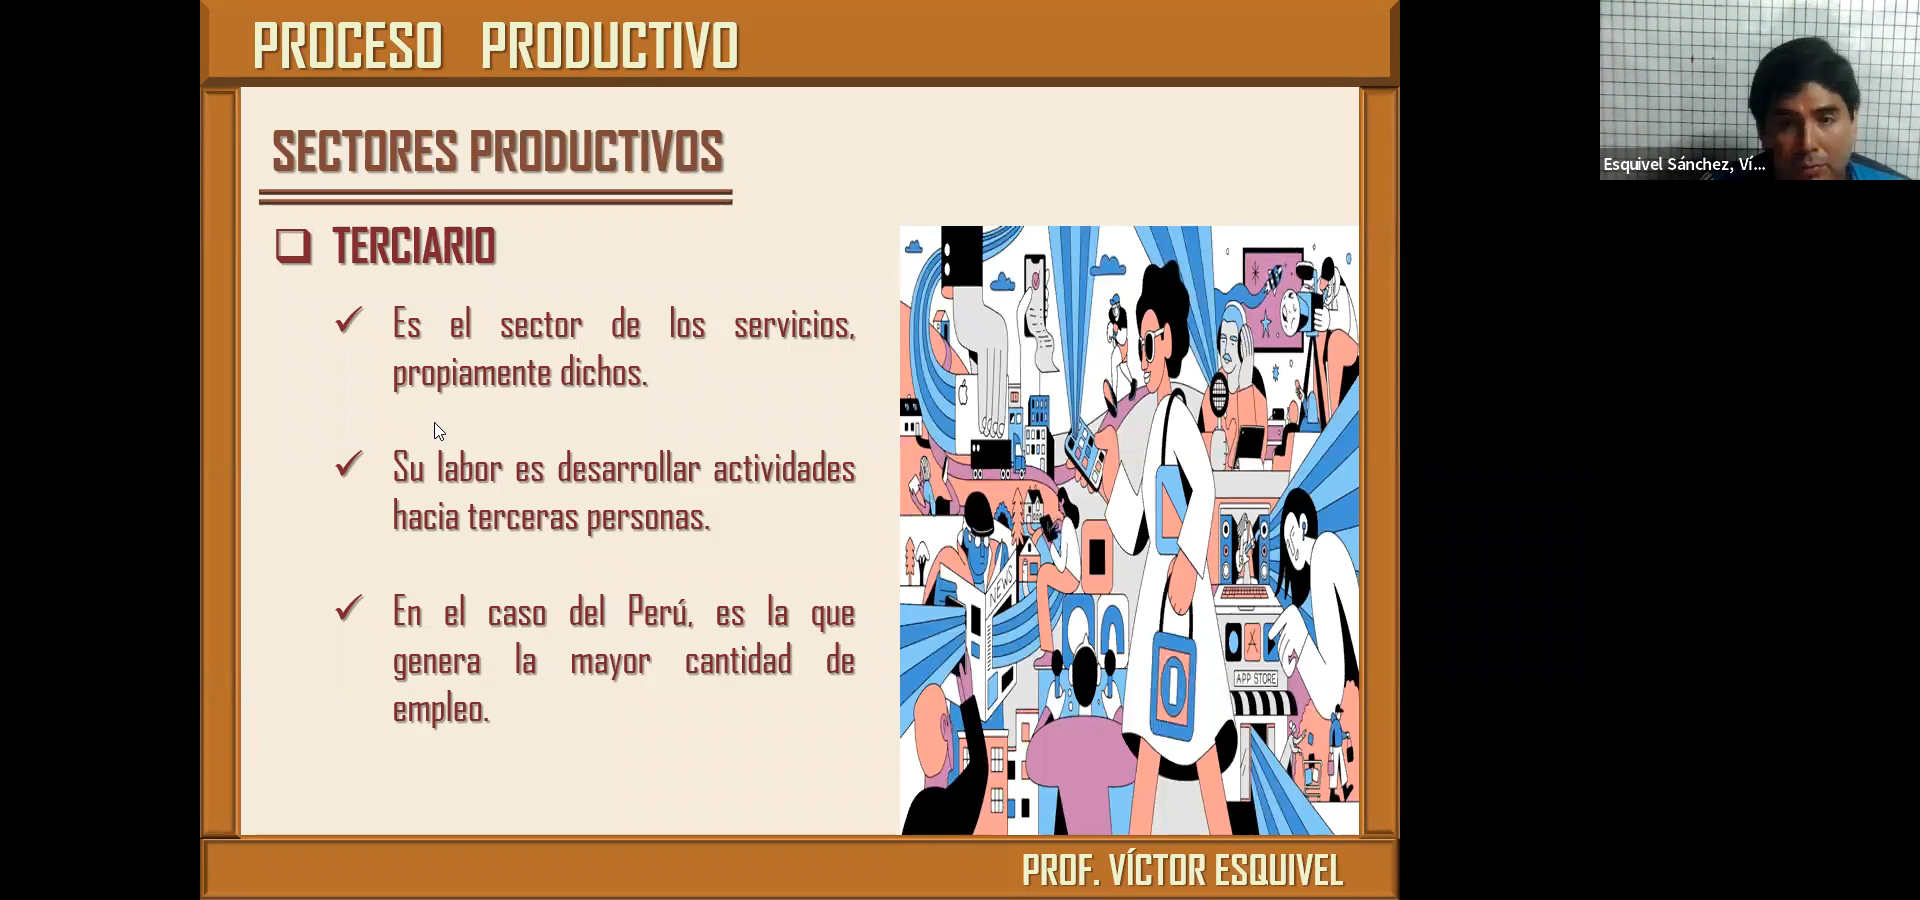 PROCESO PRODUCTIVO
Esquivel Sánchez, Ví...
SECTORES PRODUCTIVOS
TERCIARIO
Es el sector de los servicios,
propiamente dichos.
Su labor es desarrollar actividades
hacia terceras personas.
En el caso del Perú, es la que
genera la mayor cantidad de
empleo.
NEWS
APP STORE
PROF. VÍCTOR ESQUIVEL